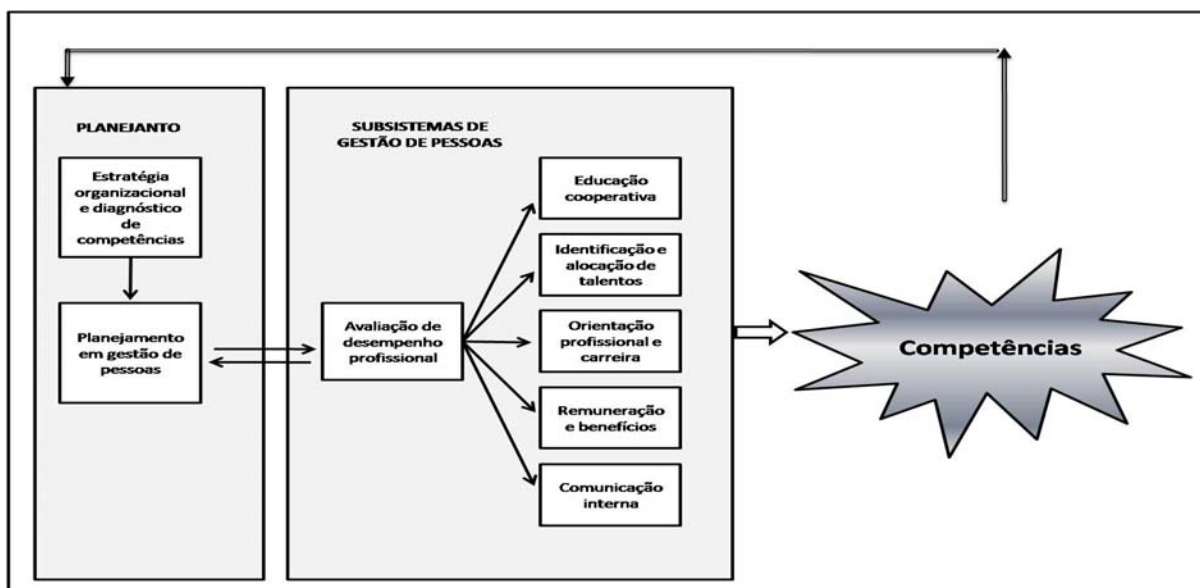 PLANEJANTO
Estratégia
organizacional
e diagnóstico
de
competências
Planejamento
em gestão de
pessoas
SUBSISTEMAS DE
GESTÃO DE PESSOAS
Avaliação de
desempenho
profissional
Educação
cooperativa
Identificação e
alocação de
talentos
Orientação
profissional e
carreira
Remuneração
e benefícios
Comunicação
interna
Competências